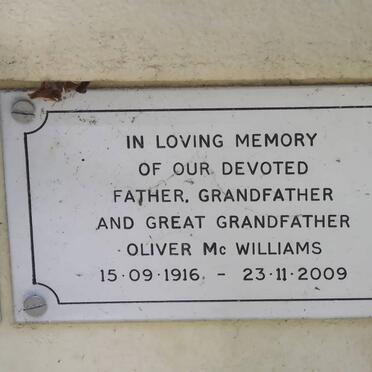 IN LOVING MEMORY
OF OUR DEVOTED
FATHER, GRANDFATHER
AND GREAT GRANDFATHER
OLIVER Mc WILLIAMS
15·09·1916 - 23·11·2009